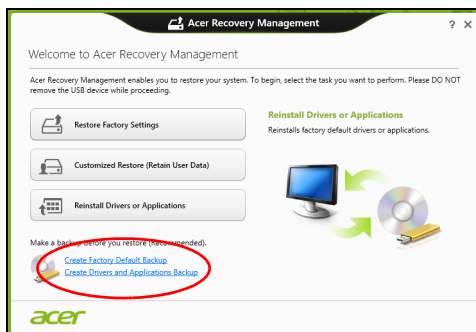 Acer Recovery Management
? X
Welcome to Acer Recovery Management
Acer Recovery Management enables you to restore your system. To begin, select the task you want to perform. Please DO NOT
remove the USB device while proceeding.
Restore Factory Settings
Customized Restore (Retain User Data)
Reinstall Drivers or Applications
Reinstall Drivers or Applications
Reinstalls factory default drivers or applications.
Make a backup before you restore (Recommended).
Create Factory Default Backup
Create Drivers and Applications Backup
acer